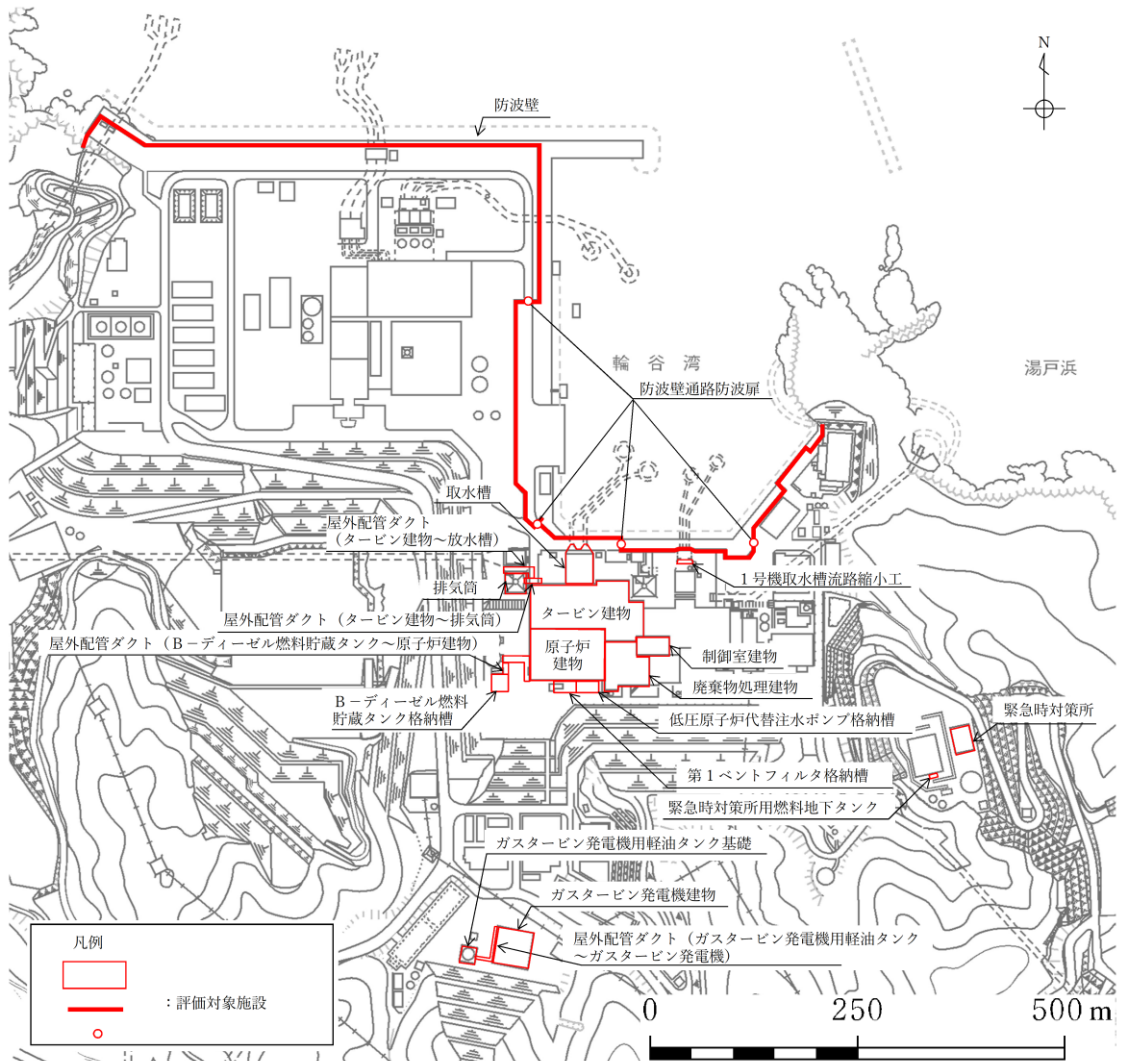 N
防波壁
輪谷湾
湯戸浜
防波壁通路防波扉
取水槽
屋外配管ダクト
（タービン建物～放水槽）
排気筒
1号機取水槽流路縮小工
屋外配管ダクト（タービン建物～排気筒）
タービン建物
屋外配管ダクト（B－ディーゼル燃料貯蔵タンク～原子炉建物）
原子炉
建物
制御室建物
廃棄物処理建物
B－ディーゼル燃料
貯蔵タンク格納槽
低圧原子炉代替注水ポンプ格納槽
緊急時対策所
第1ベントフィルタ格納槽
緊急時対策所用燃料地下タンク
ガスタービン発電機用軽油タンク基礎
ガスタービン発電機建物
屋外配管ダクト（ガスタービン発電機用軽油タンク
～ガスタービン発電機）
凡例
：評価対象施設
0 250 500 m